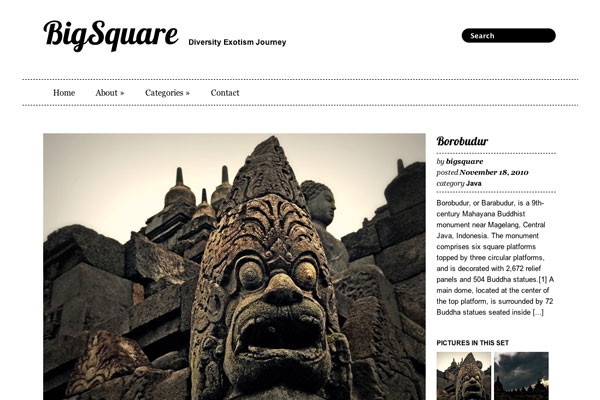 BigSquare
Diversity Exotism Journey
Search
Home
About »
Categories »
Contact
Borobudur
by bigsquare
posted November 18, 2010
category Java
Borobudur, or Barabudur, is a 9th-
century Mahayana Buddhist
monument near Magelang, Central
Java, Indonesia. The monument
comprises six square platforms
topped by three circular platforms,
and is decorated with 2,672 relief
panels and 504 Buddha statues.[1] A
main dome, located at the center of
the top platform, is surrounded by 72
Buddha statues seated inside [...]
PICTURES IN THIS SET